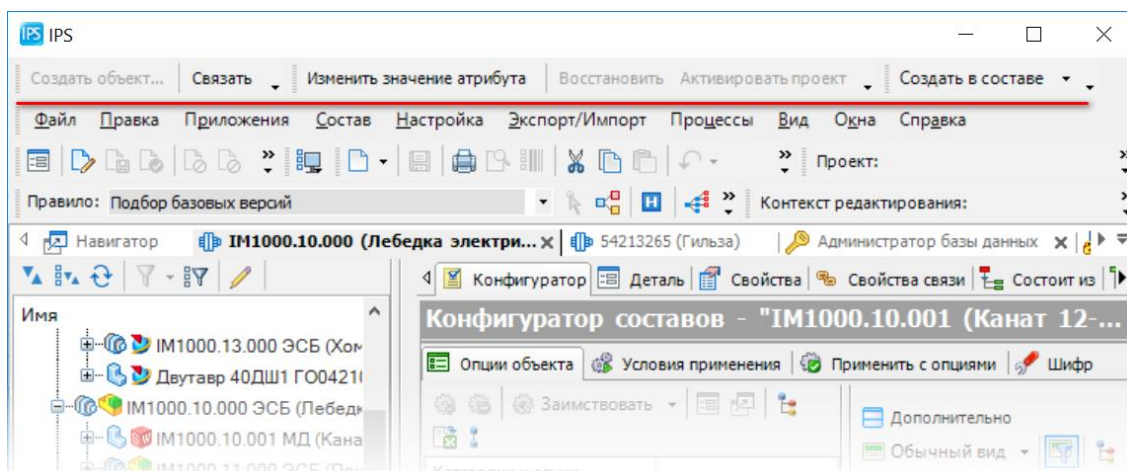 IPS IPS
Создать объект... Связать Изменить значение атрибута Восстановить Активировать проект Создать в составе
Файл Правка Приложения Состав Настройка Экспорт/Импорт Процессы Вид Окна Справка
Проект:
Правило: Подбор базовых версий H Контекст редактирования:
Навигатор IM1000.10.000 (Лебедка электри... 54213265 (Гильза) Администратор базы данных
Конфигуратор Деталь Свойства Свойства связи Состоит из
Имя
Конфигуратор составов - "IM1000.10.001 (Канат 12-...
IM1000.13.000 ЭСБ (Хом
Опции объекта Условия применения Применить с опциями Шифр
Двутавр 40ДШ1 ГО0421(
IM1000.10.000 ЭСБ (Лебедк
Заимствовать Дополнительно
IM1000.10.001 МД (Кана
Обычный вид